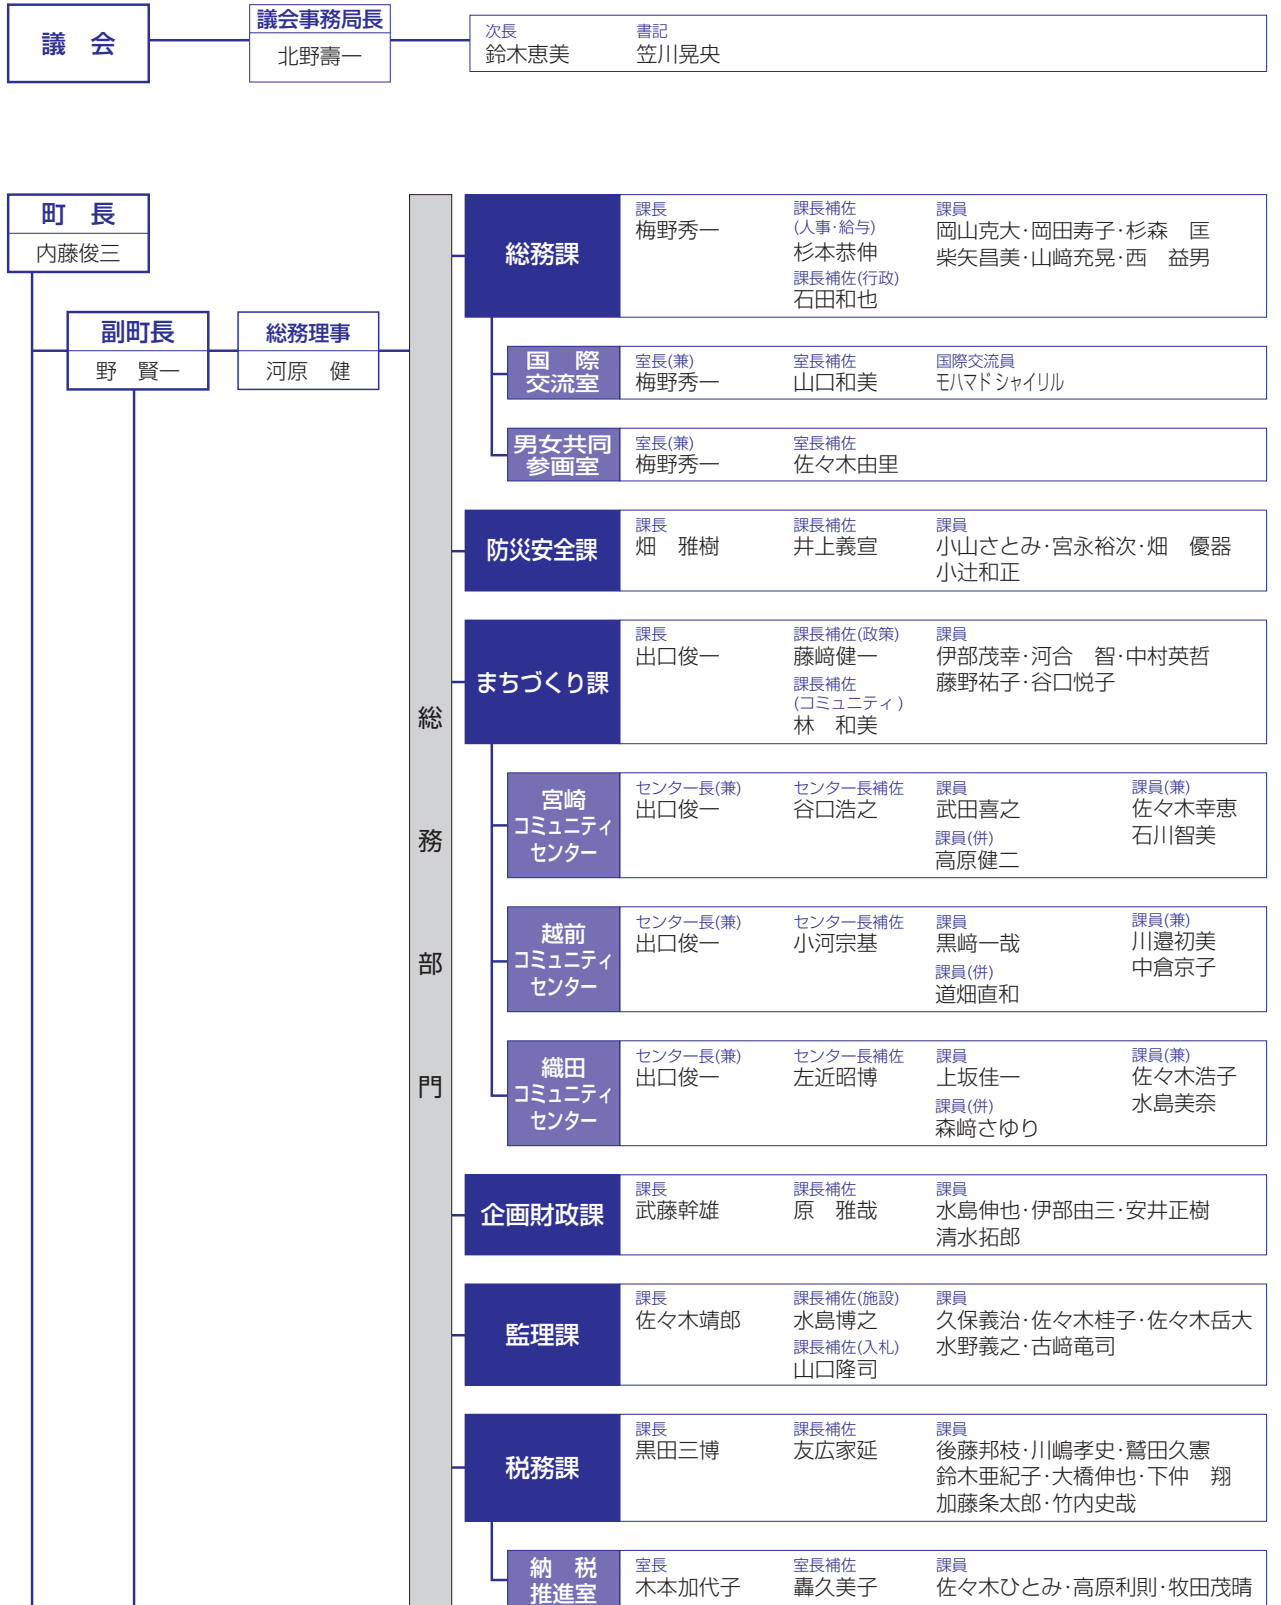 議　会
議会事務局長
北野壽一
次長
鈴木恵美
書記
笠川晃央
町　長
内藤俊三
副町長
野　賢一
総務理事
河原　健
総務部門
総務課
課長
梅野秀一
課長補佐
(人事・給与)
杉本恭伸
課長補佐(行政)
石田和也
課員
岡山克大・岡田寿子・杉森　匡
柴矢昌美・山﨑充晃・西　益男
国　際
交流室
室長(兼)
梅野秀一
室長補佐
山口和美
国際交流員
モハマド シャイリル
男女共同
参画室
室長(兼)
梅野秀一
室長補佐
佐々木由里
防災安全課
課長
畑　雅樹
課長補佐
井上義宣
課員
小山さとみ・宮永裕次・畑　優器
小辻和正
まちづくり課
課長
出口俊一
課長補佐(政策)
藤﨑健一
課長補佐
(コミュニティ)
林　和美
課員
伊部茂幸・河合　智・中村英哲
藤野祐子・谷口悦子
宮崎
コミュニティ
センター
センター長(兼)
出口俊一
センター長補佐
谷口浩之
課員
武田喜之
課員(併)
高原健二
課員(兼)
佐々木幸恵
石川智美
越前
コミュニティ
センター
センター長(兼)
出口俊一
センター長補佐
小河宗基
課員
黒﨑一哉
課員(併)
道畑直和
課員(兼)
川邉初美
中倉京子
織田
コミュニティ
センター
センター長(兼)
出口俊一
センター長補佐
左近昭博
課員
上坂佳一
課員(併)
森﨑さゆり
課員(兼)
佐々木浩子
水島美奈
企画財政課
課長
武藤幹雄
課長補佐
原　雅哉
課員
水島伸也・伊部由三・安井正樹
清水拓郎
監理課
課長
佐々木靖郎
課長補佐(施設)
水島博之
課長補佐(入札)
山口隆司
課員
久保義治・佐々木桂子・佐々木岳大
水野義之・古﨑竜司
税務課
課長
黒田三博
課長補佐
友広家延
課員
後藤邦枝・川嶋孝史・鷲田久憲
鈴木亜紀子・大橋伸也・下仲　翔
加藤条太郎・竹内史哉
納　税
推進室
室長
木本加代子
室長補佐
轟久美子
課員
佐々木ひとみ・高原利則・牧田茂晴